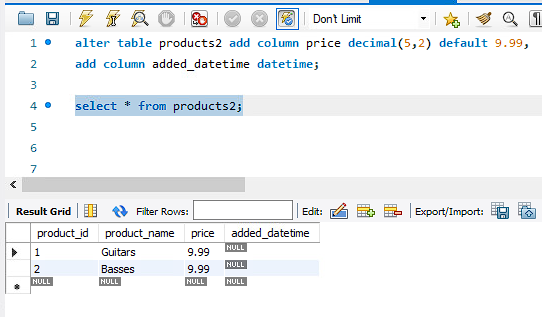 Don't Limit
1 alter table products2 add column price decimal(5,2) default 9.99,
2 add column added_datetime datetime;
3
4 select * from products2;
5
6
7
Result Grid Filter Rows: Edit: Export/Import:
product_id product_name price added_datetime
1 Guitars 9.99 NULL
2 Basses 9.99 NULL
NULL NULL NULL NULL